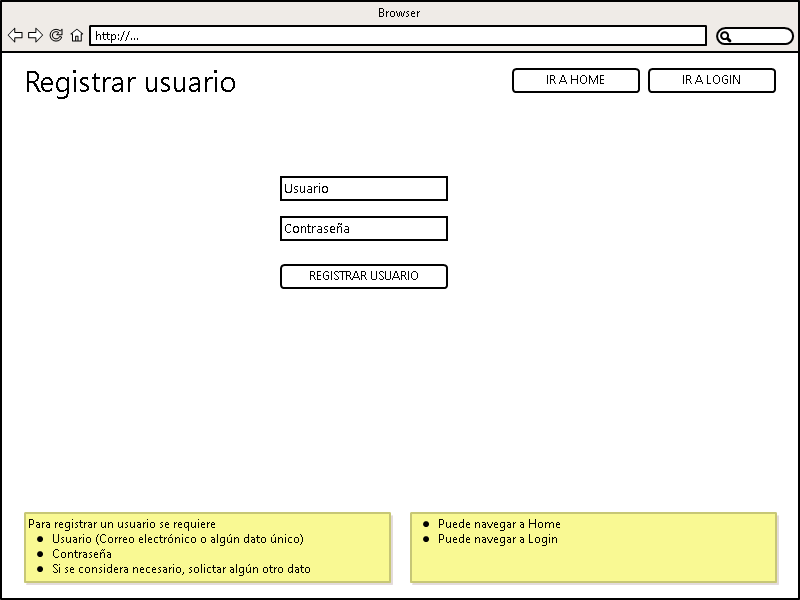 Browser
http://...
Registrar usuario
IR A HOME
IR A LOGIN
Usuario
Contraseña
REGISTRAR USUARIO
Para registrar un usuario se requiere
● Usuario (Correo electrónico o algún dato único)
● Contraseña
● Si se considera necesario, solictar algún otro dato
● Puede navegar a Home
● Puede navegar a Login